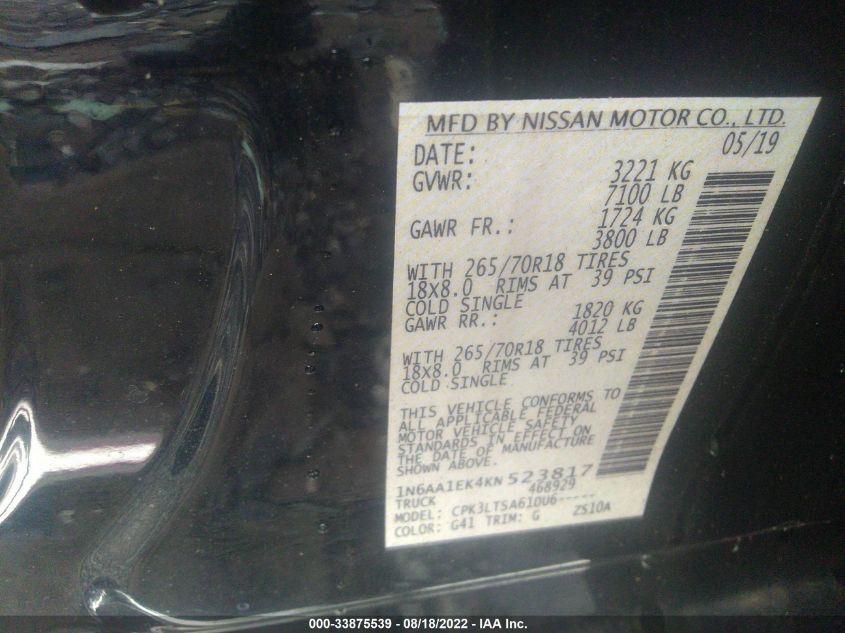 MFD BY NISSAN MOTOR CO., LTD.
DATE: 05/19
GVWR: 3221 KG
7100 LB
GAWR FR.: 1724 KG
3800 LB
WITH 265/70R18 TIRES
18X8.0 RIMS AT 39 PSI
COLD SINGLE
GAWR RR.: 1820 KG
4012 LB
WITH 265/70R18 TIRES
18X8.0 RIMS AT 39 PSI
COLD SINGLE
THIS VEHICLE CONFORMS TO
ALL APPLICABLE FEDERAL
MOTOR VEHICLE SAFETY
STANDARDS IN EFFECT ON
THE DATE OF MANUFACTURE
SHOWN ABOVE.
1N6AA1EK4KN523817
TRUCK 468929
MODEL: CPK3LTSA61DU6-----
COLOR: G41 TRIM: G ZS10A
000-33875539 - 08/18/2022 - IAA Inc.